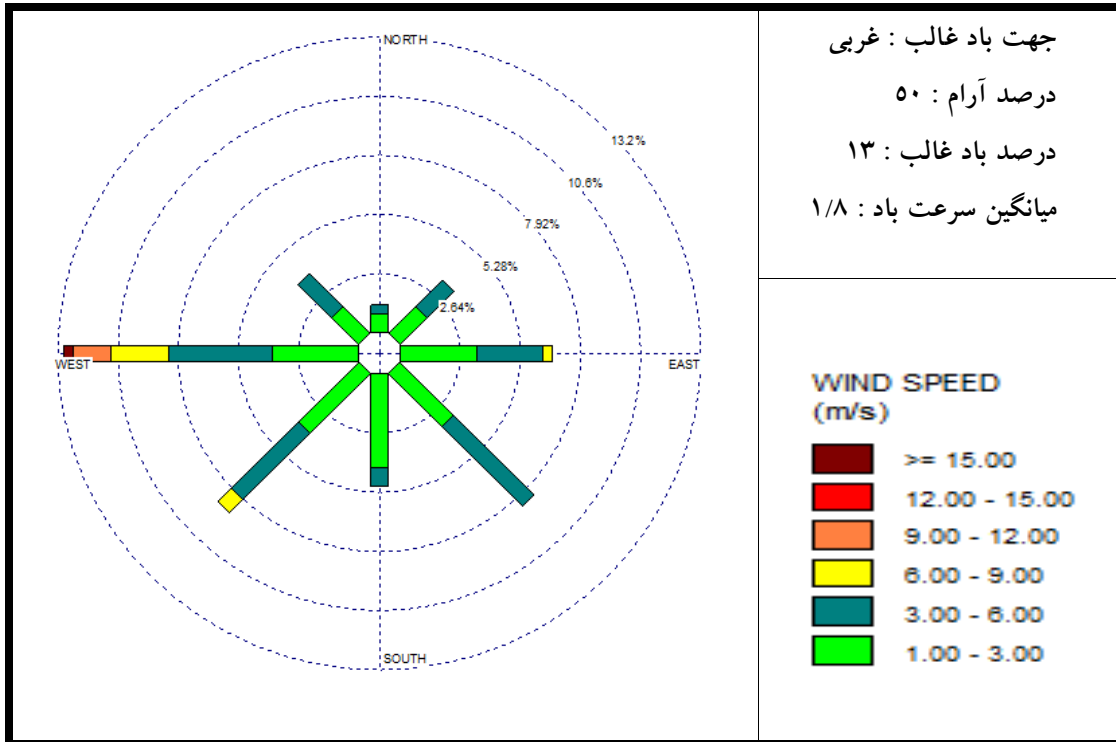 NORTH
13.2%
10.6%
7.92%
5.28%
2.64%
WEST
EAST
SOUTH
جهت باد غالب : غربی
درصد آرام : ۵۰
درصد باد غالب : ۱۳
میانگین سرعت باد : ۱/۸
WIND SPEED
(m/s)
>= 15.00
12.00 - 15.00
9.00 - 12.00
6.00 - 9.00
3.00 - 6.00
1.00 - 3.00